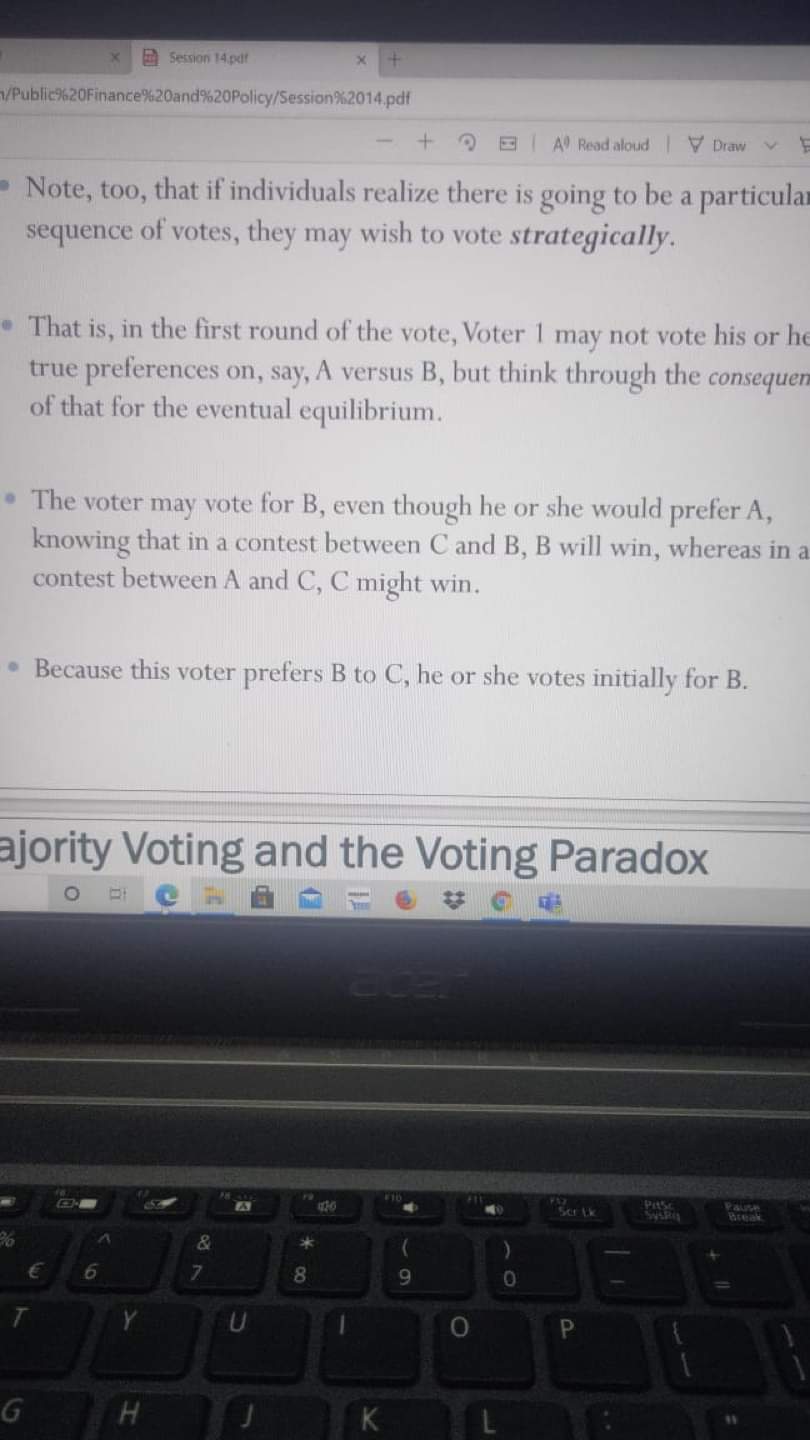 Session 14.pdf
/Public%20Finance%20and%20Policy/Session%2014.pdf
Read aloud
Draw
Note, too, that if individuals realize there is going to be a particular
sequence of votes, they may wish to vote strategically.
That is, in the first round of the vote, Voter 1 may not vote his or he
true preferences on, say, A versus B, but think through the consequen
of that for the eventual equilibrium.
The voter may vote for B, even though he or she would prefer A,
knowing that in a contest between C and B, B will win, whereas in a
contest between A and C, C might win.
Because this voter prefers B to C, he or she votes initially for B.
ajority Voting and the Voting Paradox
acer
F10 F11 F12 Scr Lk PrtSc SysRq Pause Break
% ^ & * ( ) — +
€ 6 7 8 9 0 - =
T Y U I O P { [ } ]
G H J K L : "